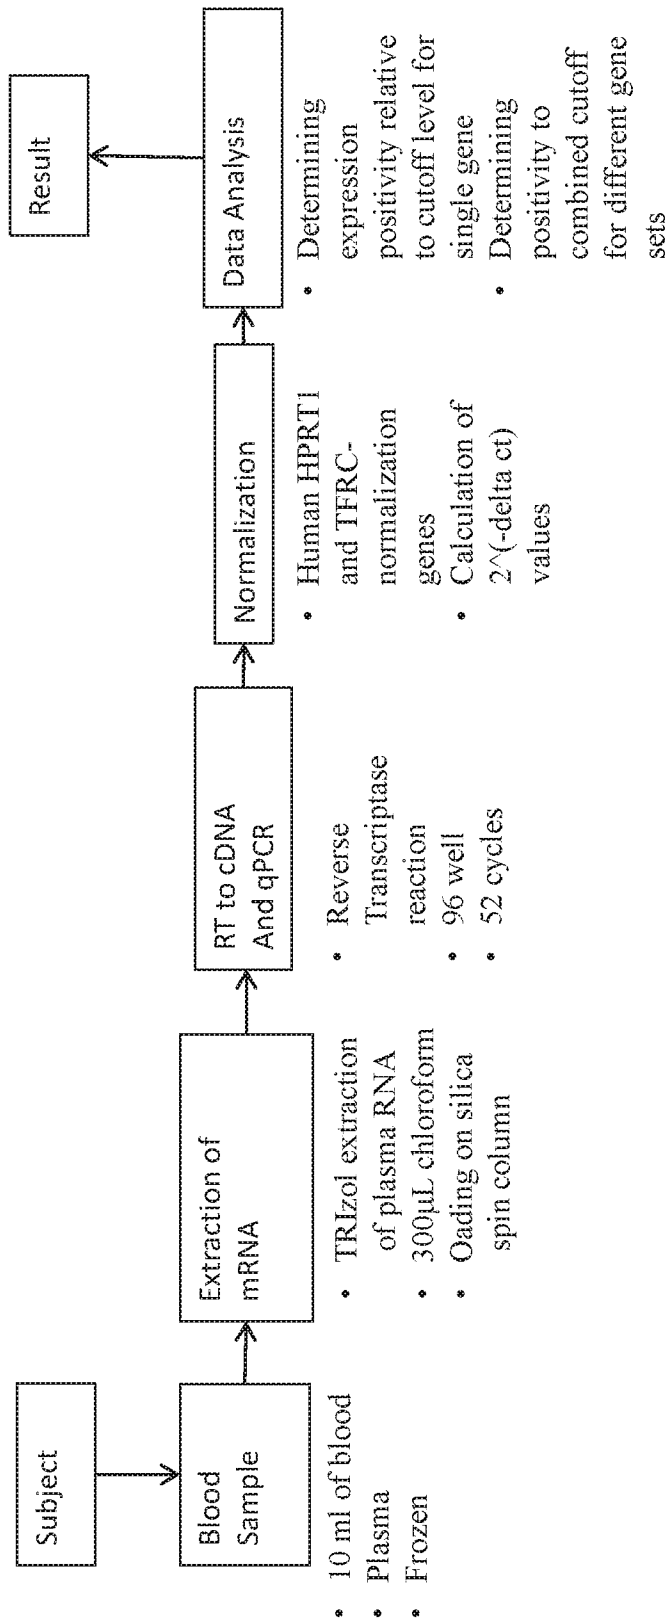 Subject
Blood
Sample
• 10 ml of blood
• Plasma
• Frozen
Extraction of
mRNA
• TRIzol extraction
of plasma RNA
• 300µL chloroform
• Oading on silica
spin column
RT to cDNA
And qPCR
• Reverse
Transcriptase
reaction
• 96 well
• 52 cycles
Normalization
• Human HPRT1
and TFRC-
normalization
genes
• Calculation of
2^(-delta ct)
values
Data Analysis
• Determining
expression
positivity relative
to cutoff level for
single gene
• Determining
positivity to
combined cutoff
for different gene
sets
Result